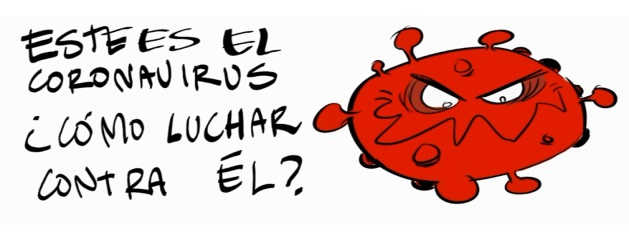 ESTE ES EL
CORONAVIRUS
¿CÓMO LUCHAR
CONTRA ÉL?